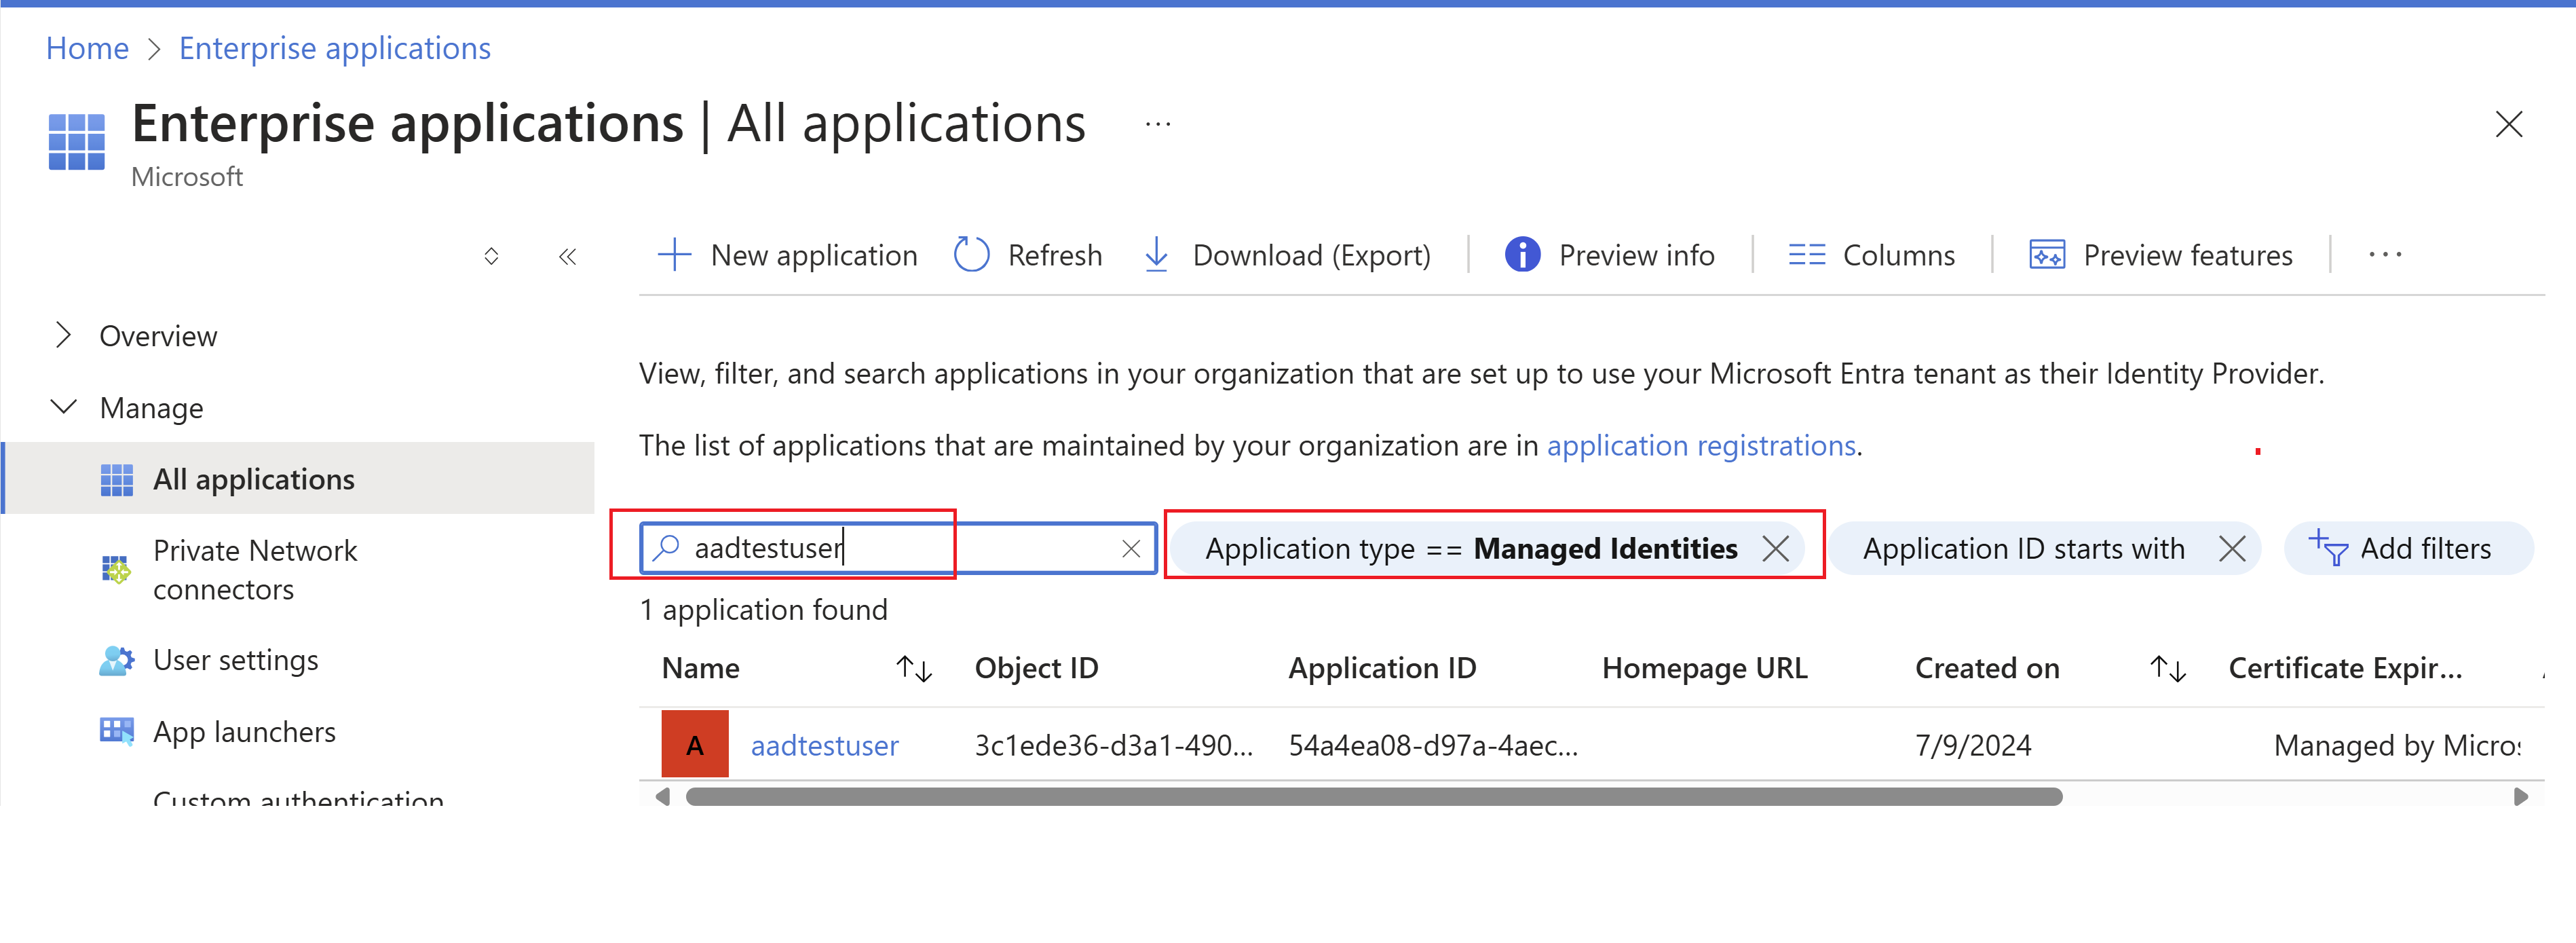 Home > Enterprise applications
Enterprise applications | All applications ...
Microsoft
New application Refresh Download (Export) Preview info Columns Preview features ...
Overview
Manage
All applications
Private Network
connectors
User settings
App launchers
Custom authentication
View, filter, and search applications in your organization that are set up to use your Microsoft Entra tenant as their Identity Provider.
The list of applications that are maintained by your organization are in application registrations.
aadtestuser Application type == Managed Identities Application ID starts with Add filters
1 application found
Name Object ID Application ID Homepage URL Created on Certificate Expir...
A aadtestuser 3c1ede36-d3a1-490... 54a4ea08-d97a-4aec... 7/9/2024 Managed by Micros